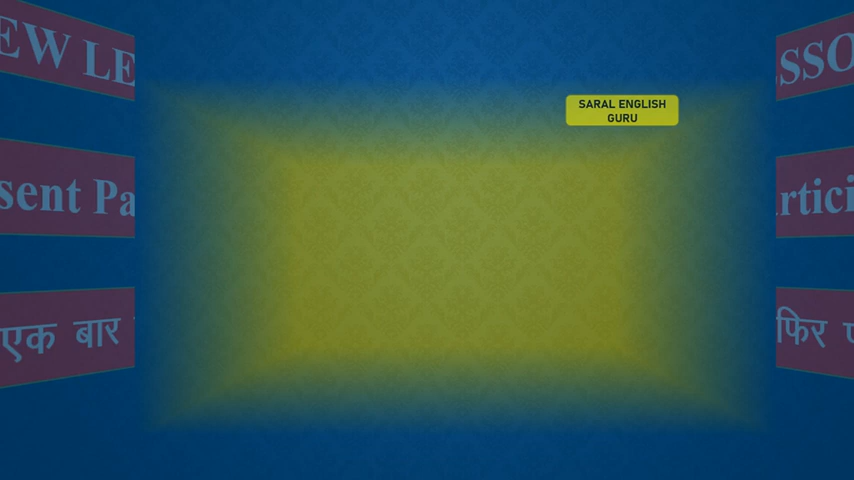 EW LE
SSO
SARAL ENGLISH
GURU
sent Pa
rtici
एक बार
फिर